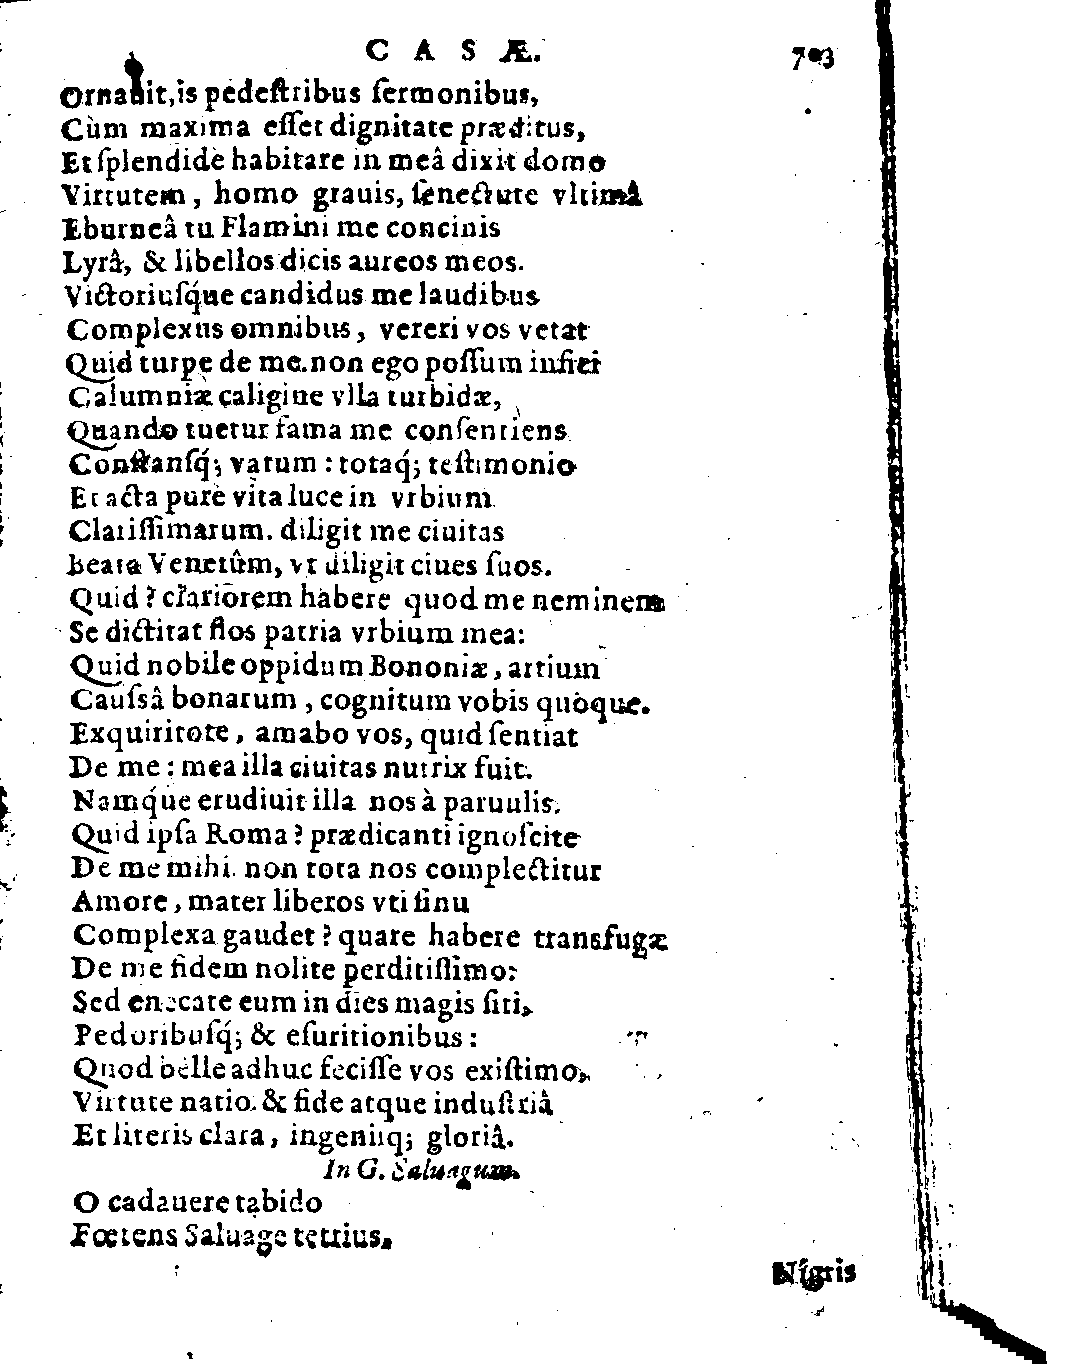 CASÆ. 703
Ornauit, is pedeſtribus ſermonibus,
Cùm maxima eſſet dignitate præditus,
Et ſplendidè habitare in meâ dixit domo
Virtutem, homo grauis, ſenectute vltimâ
Eburneâ tu Flamini me concinis
Lyrâ, & libellos dicis aureos meos.
Victoriuſq́ue candidus me laudibus
Complexus omnibus, vereri vos vetat
Quid turpe de me. non ego poſſum infici
Calumniæ caligine vlla turbidæ,
Quando tuetur fama me conſentiens
Conſtanſq́; vatum: totaq́; teſtimonio
Et acta purè vita luce in vrbium
Clariſſimarum. diligit me ciuitas
beata Venetûm, vt diligit ciues ſuos.
Quid? clariorem habere quod me neminem
Se dictitat flos patria vrbium mea:
Quid nobile oppidum Bononiæ, artium
Cauſsâ bonarum, cognitum vobis quoque.
Exquiritote, amabo vos, quid ſentiat
De me: mea illa ciuitas nutrix fuit.
Namq́ue erudiuit illa nos à paruulis.
Quid ipſa Roma? prædicanti ignoſcite
De me mihi. non tota nos complectitur
Amore, mater liberos vti ſinu
Complexa gaudet? quare habere transfugæ
De me fidem nolite perditiſſimo:
Sed enecate eum in dies magis ſiti,
Pedoribuſq́; & eſuritionibus:
Quod belle adhuc feciſſe vos exiſtimo,
Virtute natio & fide atque induſtriâ
Et literis clara, ingeniiq; gloriâ.
In G. Saluagum.
O cadauere tabido
Fœtens Saluage tetrius,
Nigris